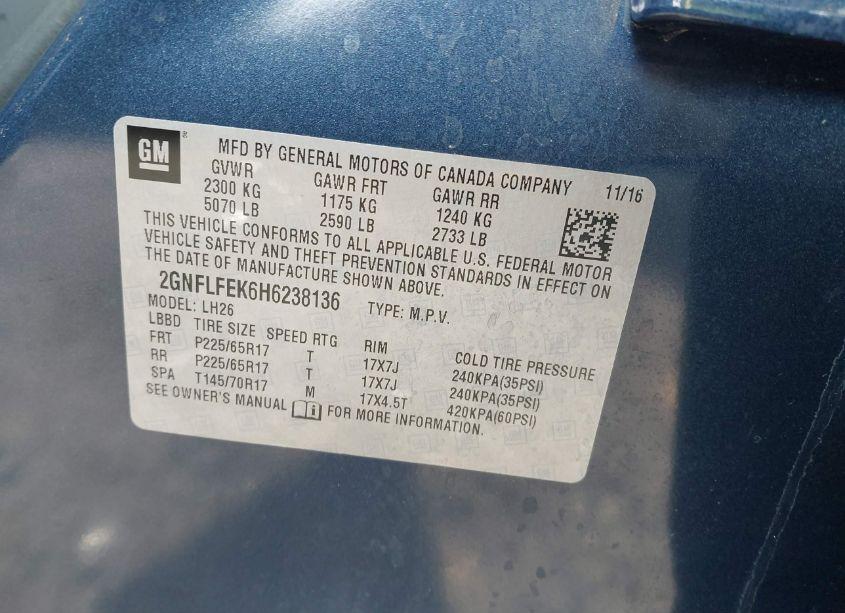 GM ®
MFD BY GENERAL MOTORS OF CANADA COMPANY 11/16
GVWR GAWR FRT GAWR RR
2300 KG 1175 KG 1240 KG
5070 LB 2590 LB 2733 LB
THIS VEHICLE CONFORMS TO ALL APPLICABLE U.S. FEDERAL MOTOR
VEHICLE SAFETY AND THEFT PREVENTION STANDARDS IN EFFECT ON
THE DATE OF MANUFACTURE SHOWN ABOVE.
2GNFLFEK6H6238136 TYPE: M.P.V.
MODEL: LH26
LBBD TIRE SIZE SPEED RTG RIM COLD TIRE PRESSURE
FRT P225/65R17 T 17X7J 240KPA(35PSI)
RR P225/65R17 T 17X7J 240KPA(35PSI)
SPA T145/70R17 M 17X4.5T 420KPA(60PSI)
SEE OWNER'S MANUAL FOR MORE INFORMATION.